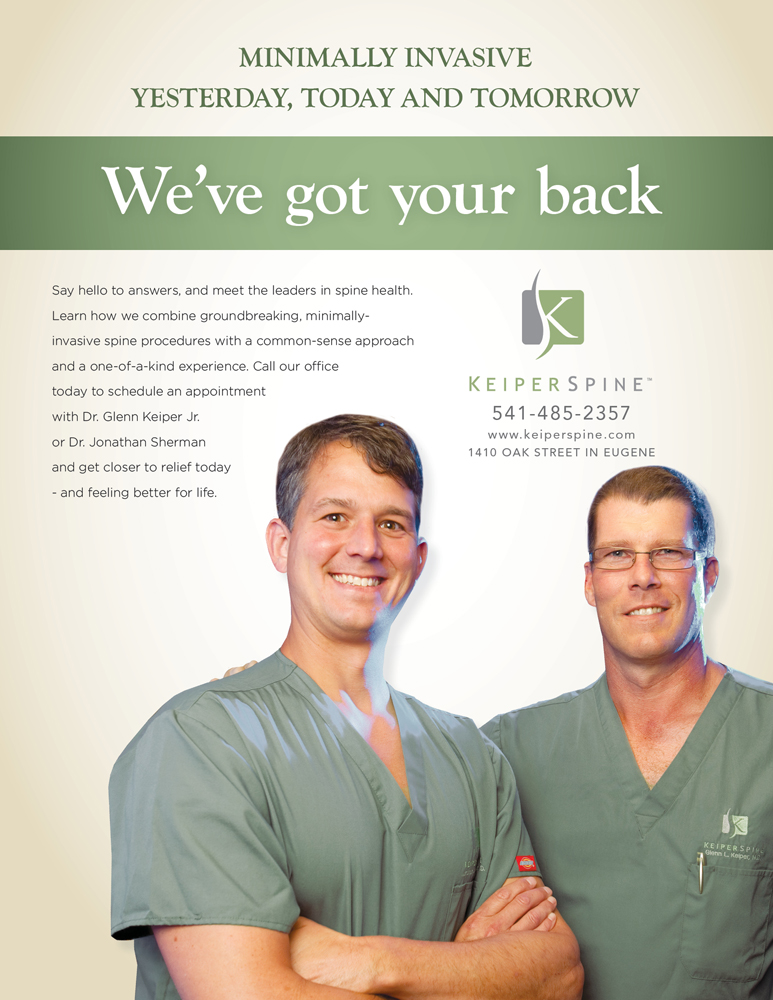 MINIMALLY INVASIVE
YESTERDAY, TODAY AND TOMORROW
We've got your back
Say hello to answers, and meet the leaders in spine health.
Learn how we combine groundbreaking, minimally-
invasive spine procedures with a common-sense approach
and a one-of-a-kind experience. Call our office
today to schedule an appointment
with Dr. Glenn Keiper Jr.
or Dr. Jonathan Sherman
and get closer to relief today
- and feeling better for life.
K
KEIPERSPINE™
541-485-2357
www.keiperspine.com
1410 OAK STREET IN EUGENE
K
KEIPERSPINE
Glenn L. Keiper,